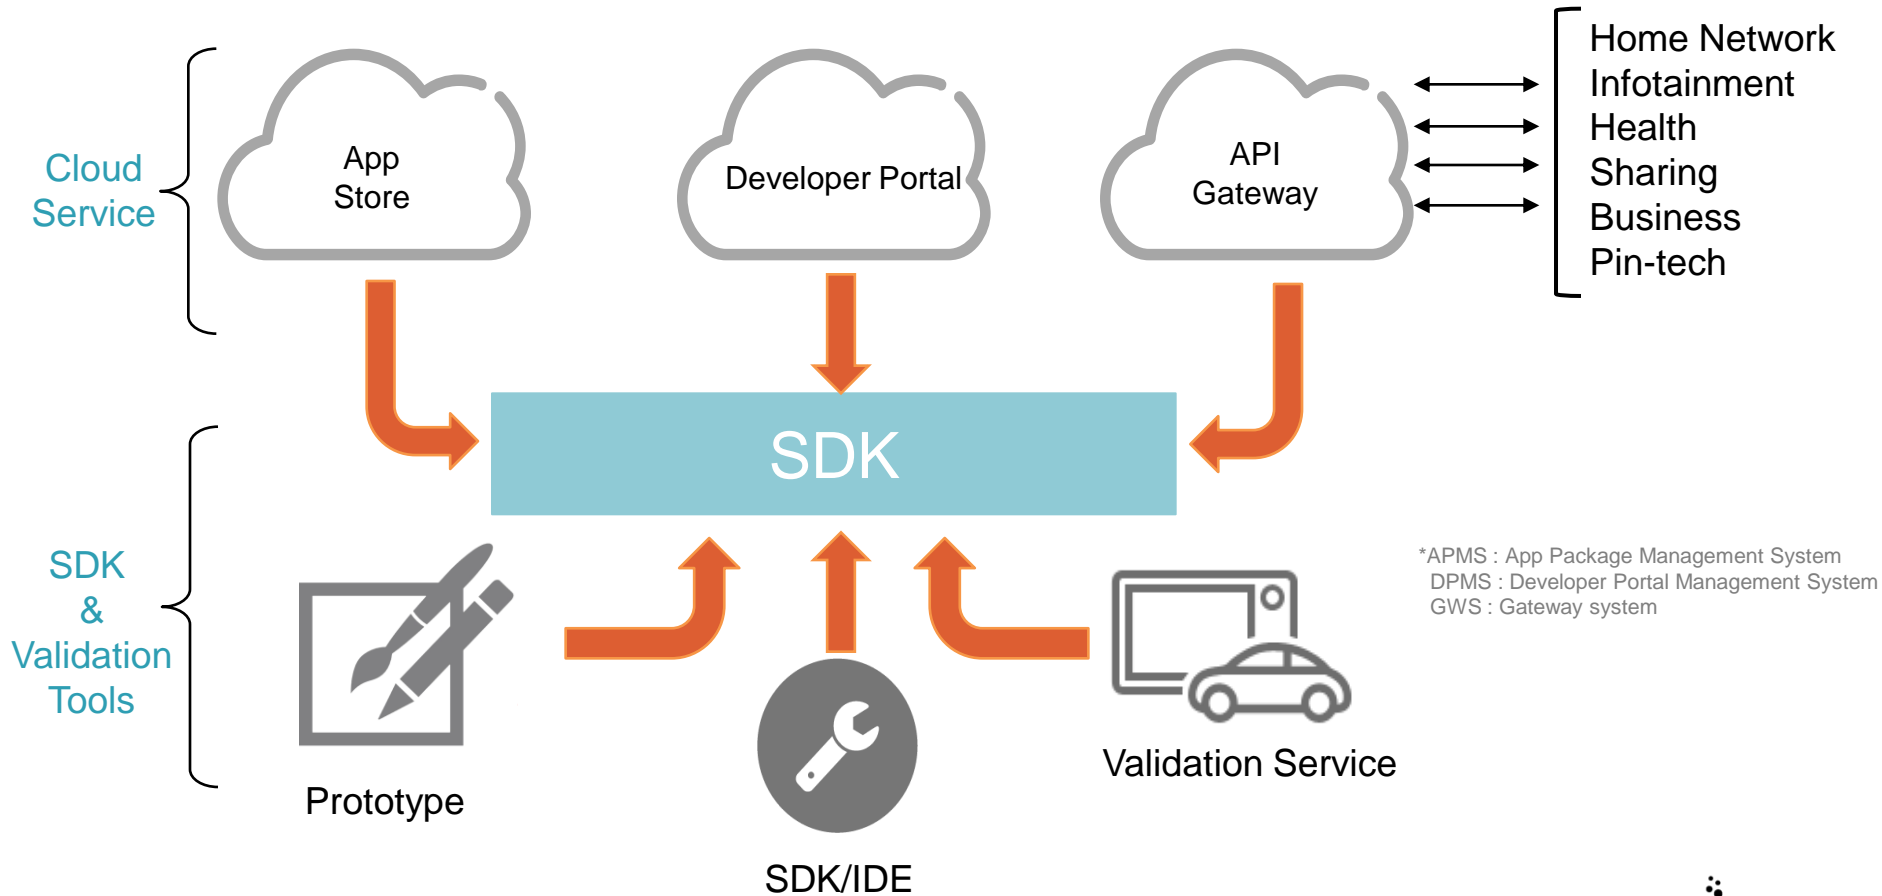 Home Network
Infotainment
Health
Sharing
Business
Pin-tech
Cloud
Service
App
Store
Developer Portal
API
Gateway
SDK
SDK
&
Validation
Tools
*APMS : App Package Management System
DPMS : Developer Portal Management System
GWS : Gateway system
Prototype
SDK/IDE
Validation Service